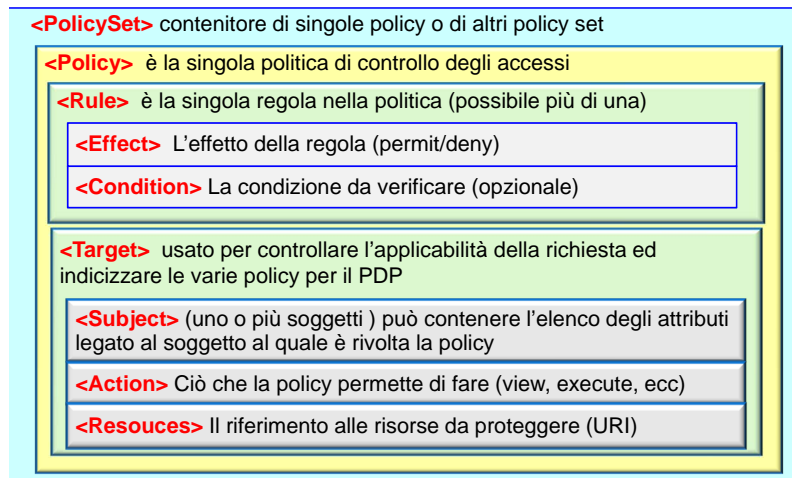 <PolicySet> contenitore di singole policy o di altri policy set
<Policy> è la singola politica di controllo degli accessi
<Rule> è la singola regola nella politica (possibile più di una)
<Effect> L'effetto della regola (permit/deny)
<Condition> La condizione da verificare (opzionale)
<Target> usato per controllare l'applicabilità della richiesta ed
indicizzare le varie policy per il PDP
<Subject> (uno o più soggetti ) può contenere l'elenco degli attributi
legato al soggetto al quale è rivolta la policy
<Action> Ciò che la policy permette di fare (view, execute, ecc)
<Resouces> Il riferimento alle risorse da proteggere (URI)